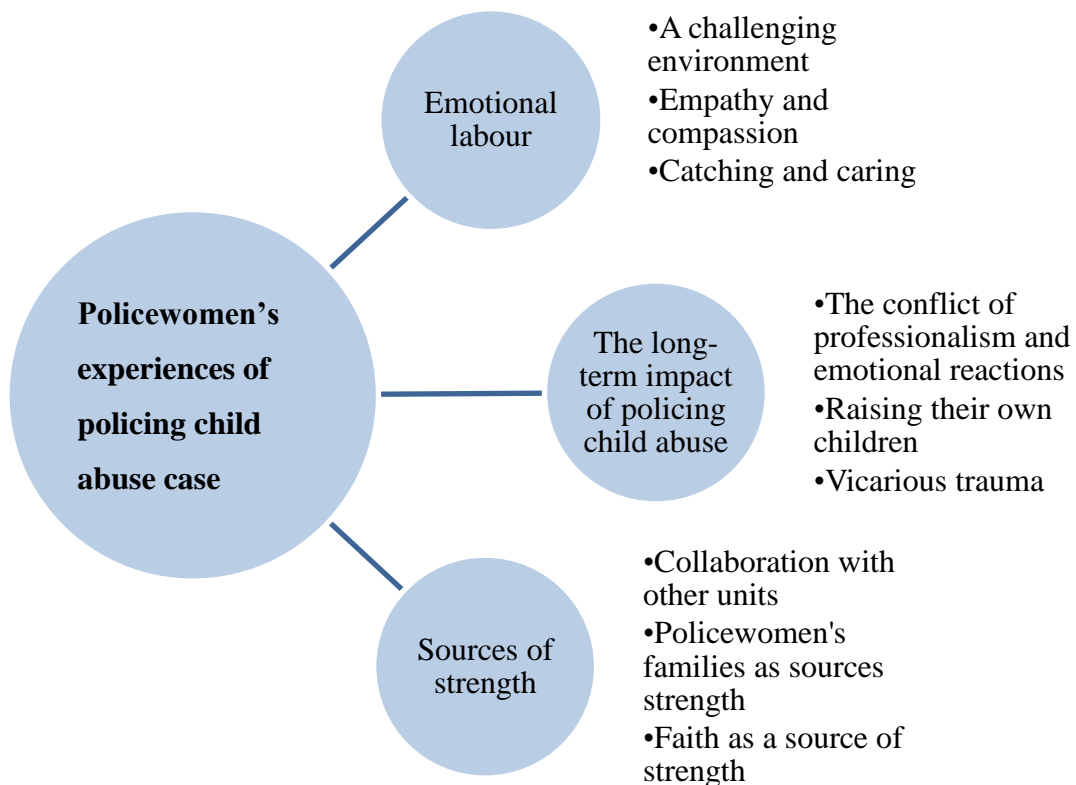 Policewomen’s
experiences of
policing child
abuse case
Emotional
labour
•A challenging
environment
•Empathy and
compassion
•Catching and caring
The long-
term impact
of policing
child abuse
•The conflict of
professionalism and
emotional reactions
•Raising their own
children
•Vicarious trauma
Sources of
strength
•Collaboration with
other units
•Policewomen's
families as sources
strength
•Faith as a source of
strength